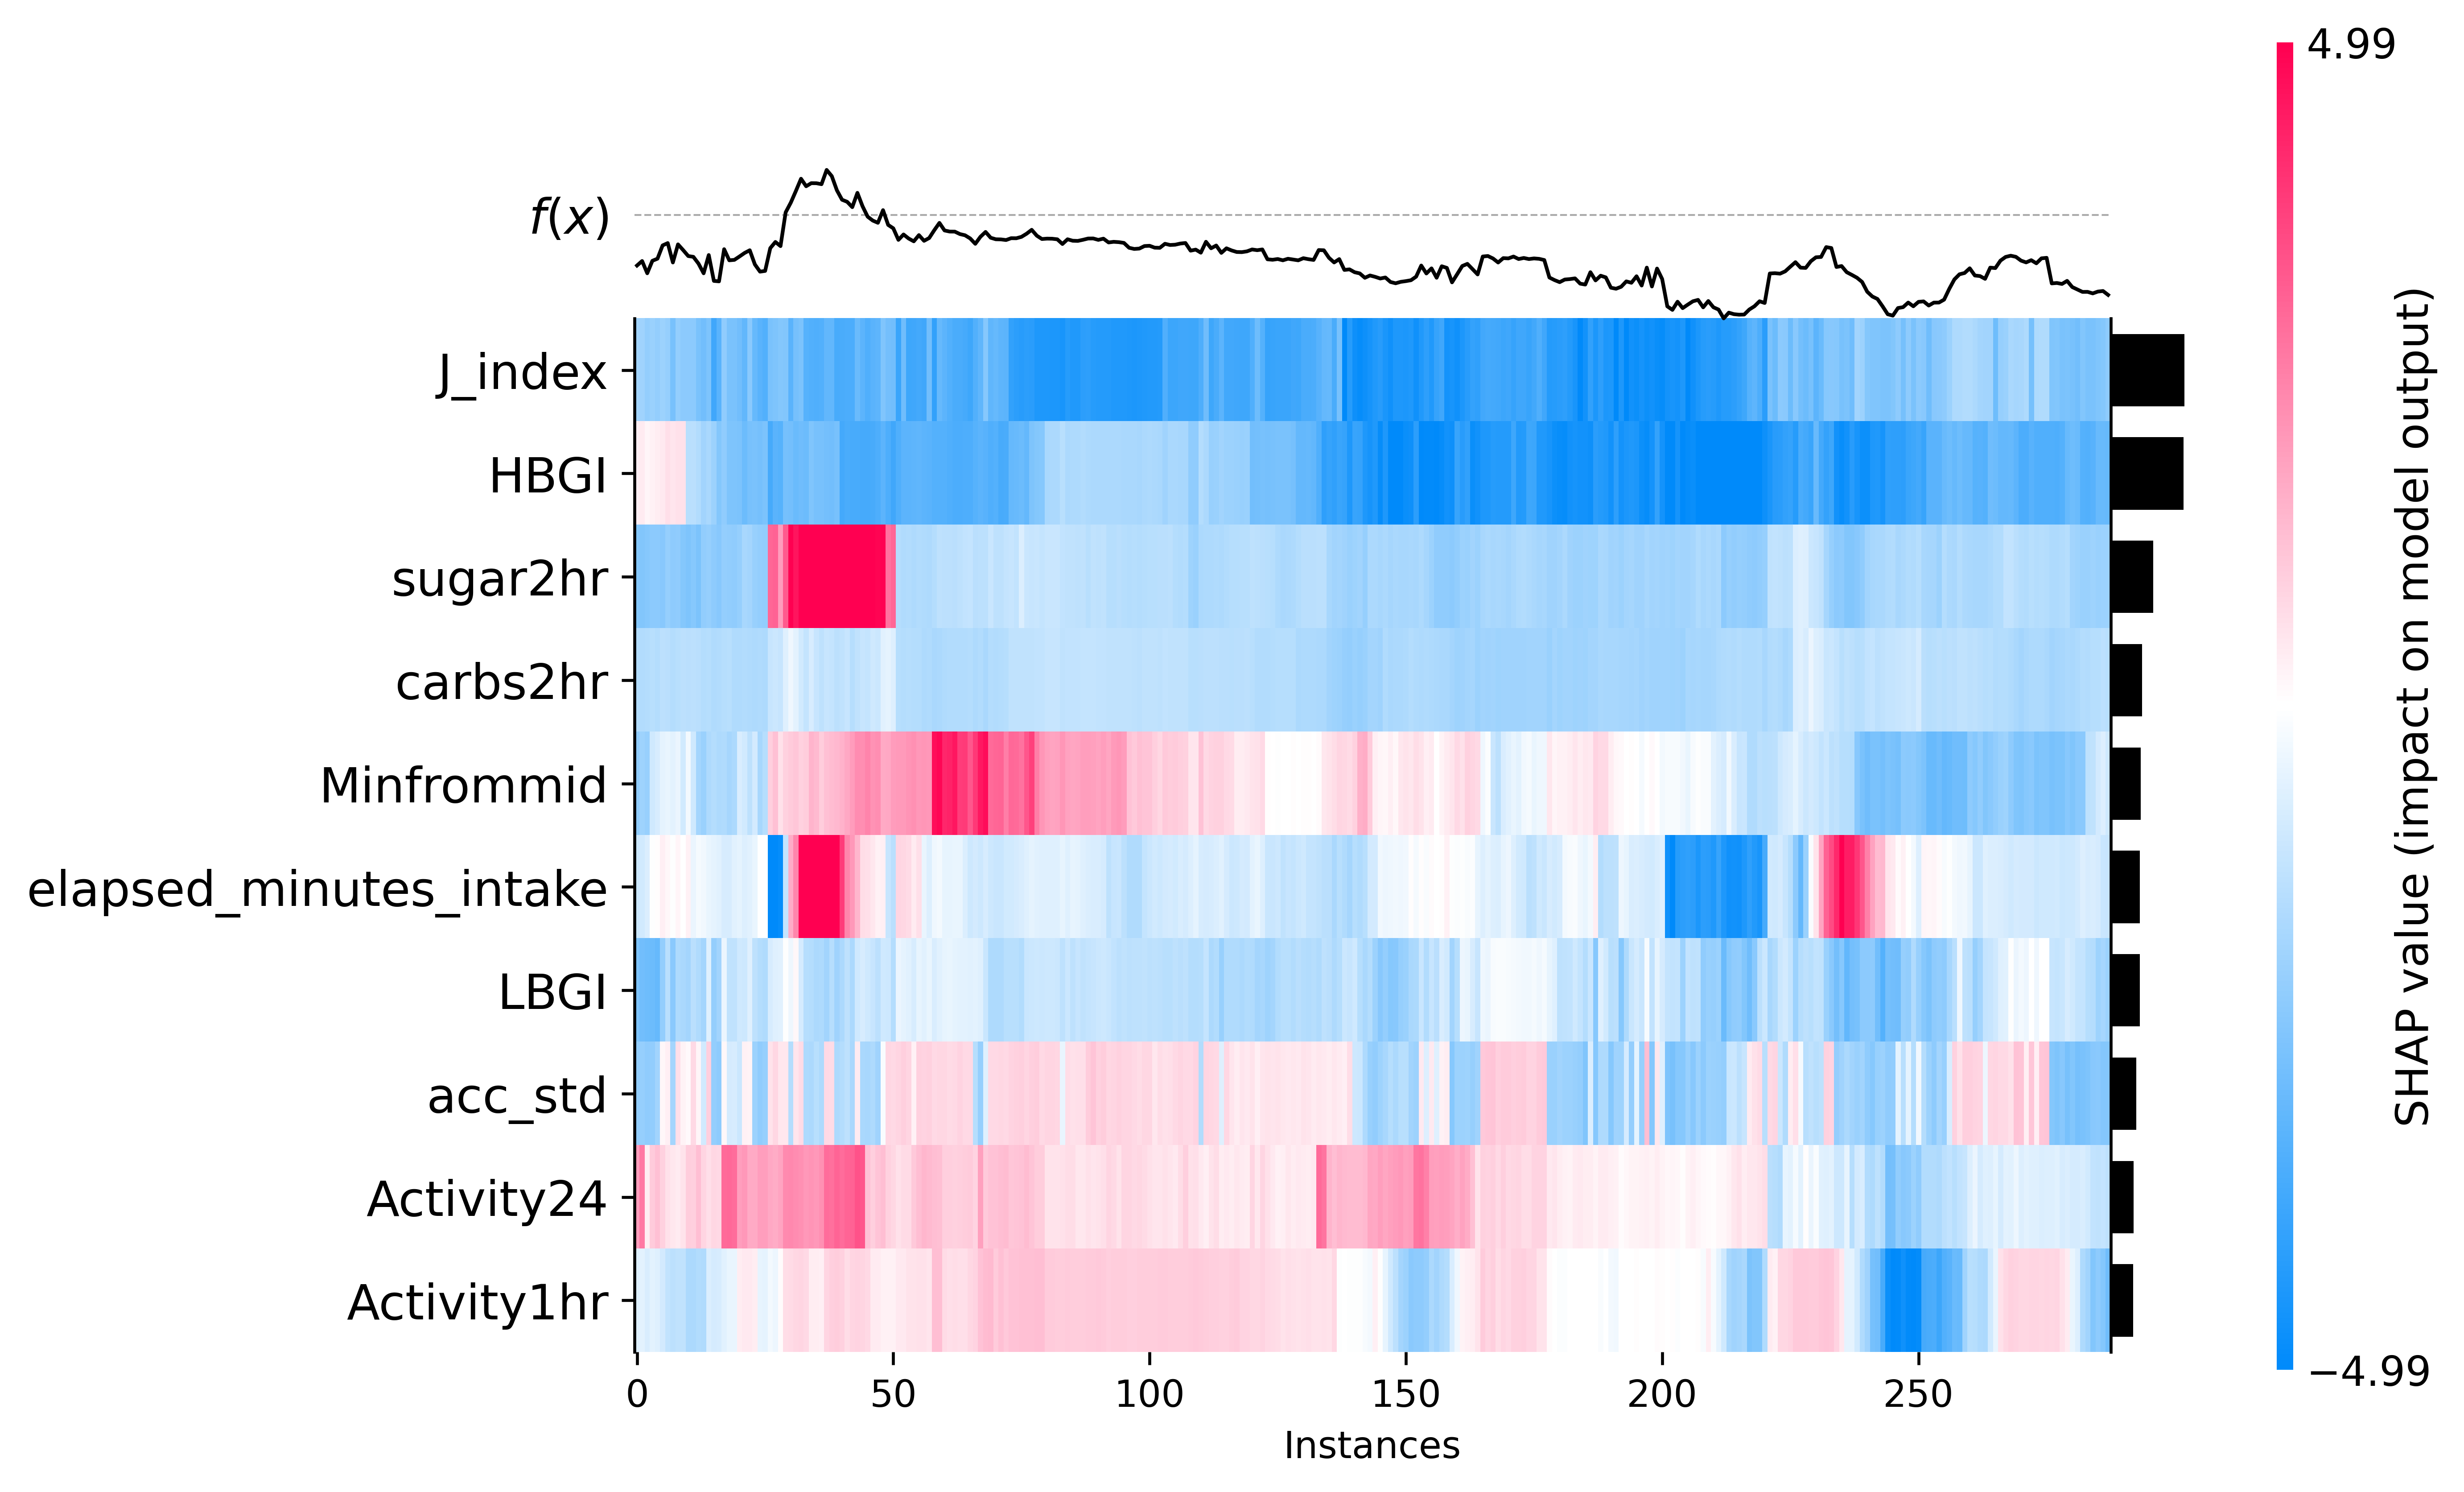 4.99
f(x)
J_index
HBGI
sugar2hr
carbs2hr
Minfrommid
elapsed_minutes_intake
LBGI
acc_std
Activity24
Activity1hr
0 50 100 150 200 250
Instances
−4.99
SHAP value (impact on model output)